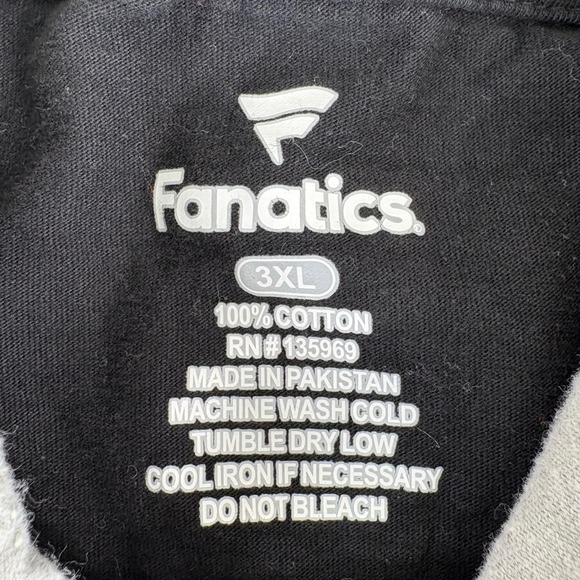 Fanatics.
3XL
100% COTTON
RN # 135969
MADE IN PAKISTAN
MACHINE WASH COLD
TUMBLE DRY LOW
COOL IRON IF NECESSARY
DO NOT BLEACH